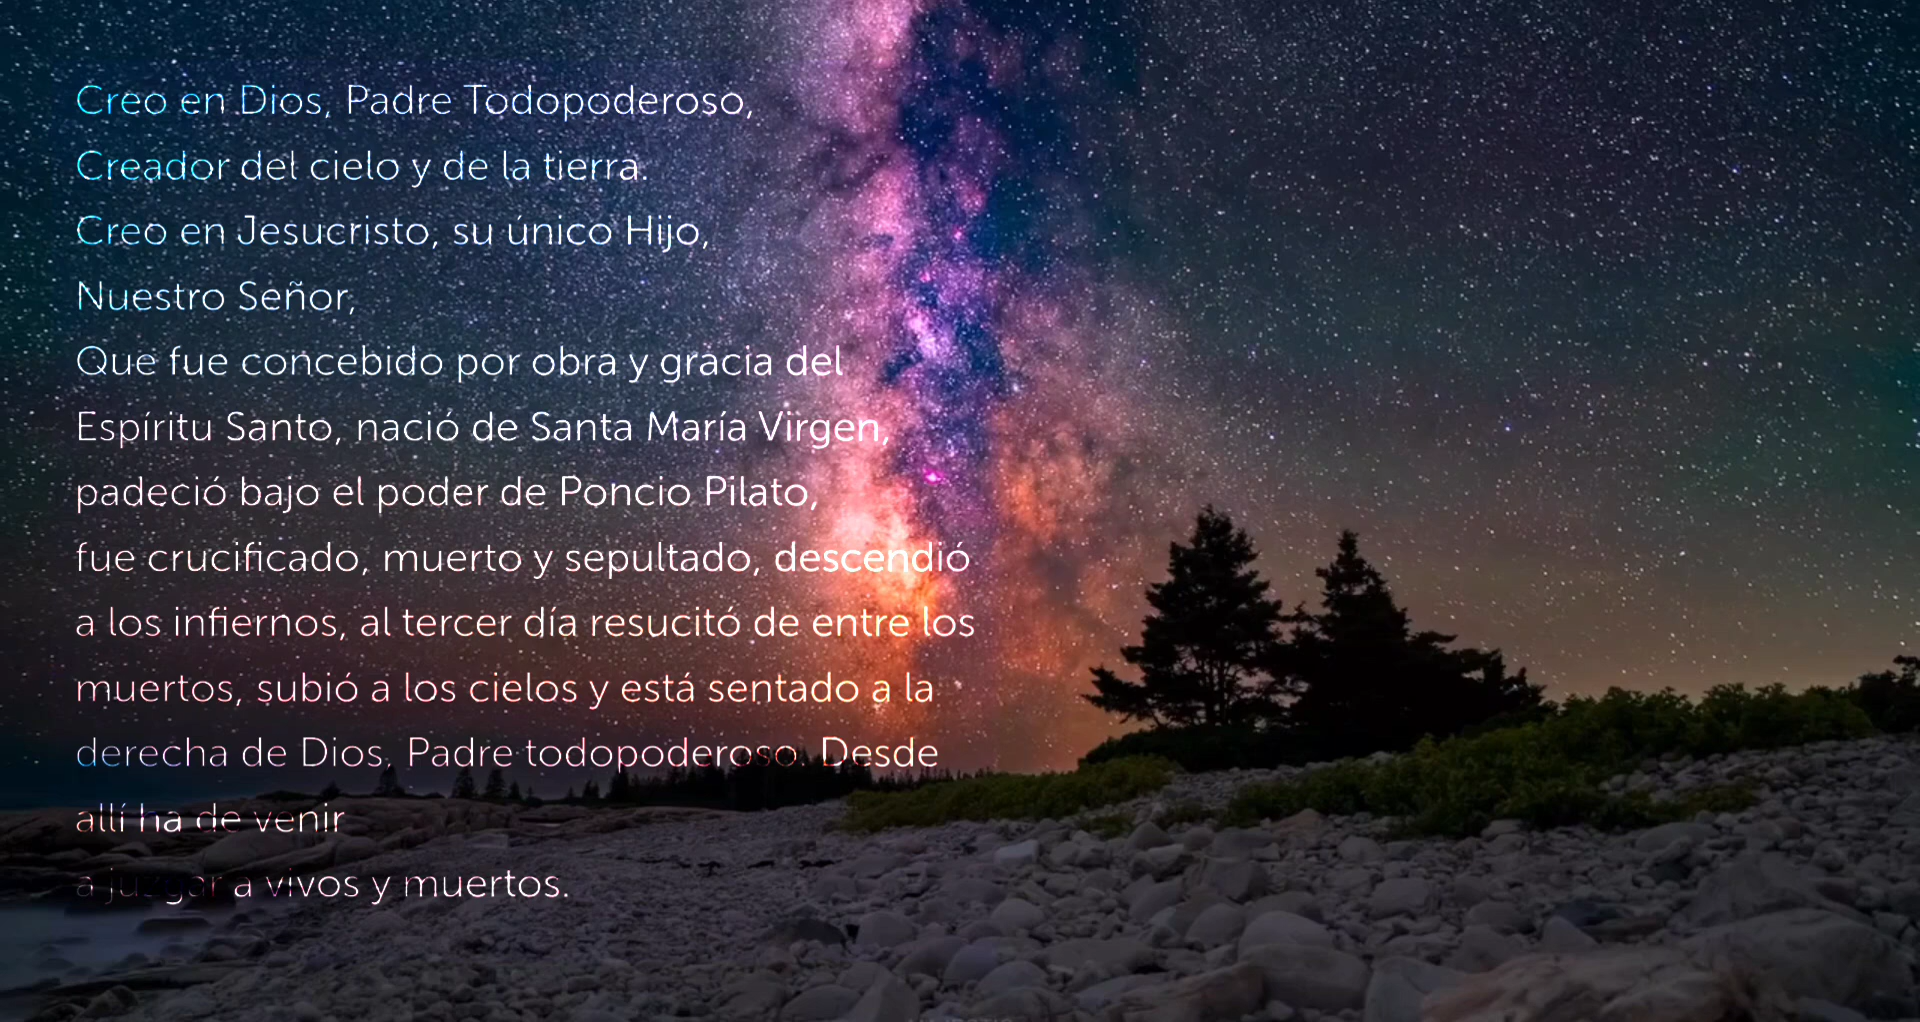 Creo en Dios, Padre Todopoderoso,
Creador del cielo y de la tierra.
Creo en Jesucristo, su único Hijo,
Nuestro Señor,
Que fue concebido por obra y gracia del
Espíritu Santo, nació de Santa María Virgen,
padeció bajo el poder de Poncio Pilato,
fue crucificado, muerto y sepultado, descendió
a los infiernos, al tercer día resucitó de entre los
muertos, subió a los cielos y está sentado a la
derecha de Dios, Padre todopoderoso. Desde
allí ha de venir
a juzgar a vivos y muertos.